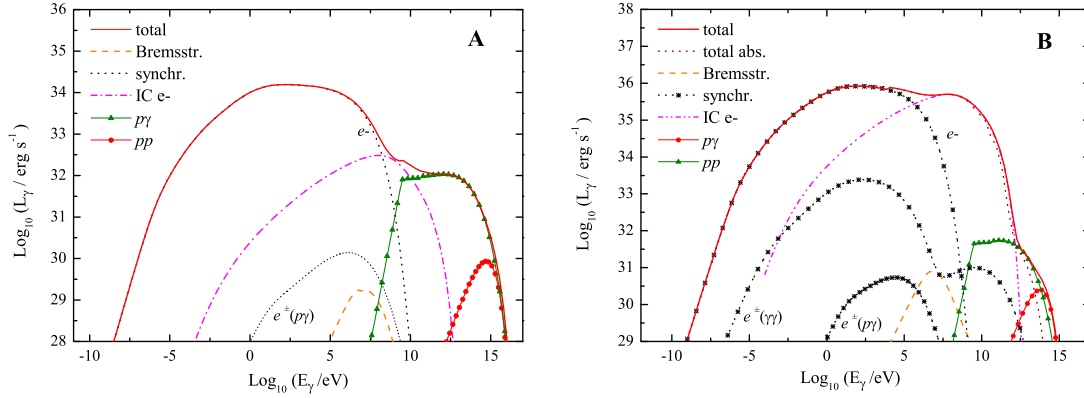 A
total
Bremsstr.
synchr.
IC e-
pγ
pp
e-
e±(pγ)
36
35
34
33
32
31
30
29
28
-10
-5
0
5
10
15
Log10 (Lγ / erg s-1)
Log10 (Eγ /eV)
B
total
total abs.
Bremsstr.
synchr.
IC e-
pγ
pp
e-
e±(γγ)
e±(pγ)
38
37
36
35
34
33
32
31
30
29
-10
-5
0
5
10
15
Log10 (Lγ / erg s-1)
Log10 (Eγ /eV)